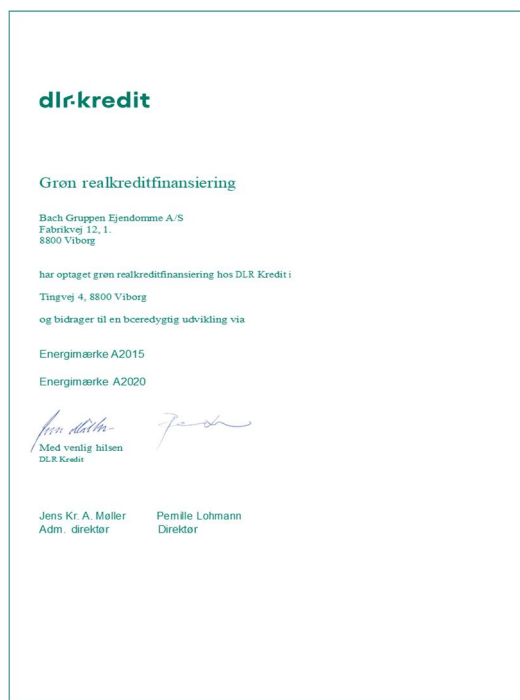 dlr.kredit
Grøn realkreditfinansiering
Bach Gruppen Ejendomme A/S
Fabrikvej 12, 1.
8800 Viborg
har optaget grøn realkreditfinansiering hos DLR Kredit i
Tingvej 4, 8800 Viborg
og bidrager til en bceredygtig udvikling via
Energimærke A2015
Energimærke A2020
Med venlig hilsen
DLR Kredit
Jens Kr. A. Møller Pemille Lohmann
Adm. direktør Direktør